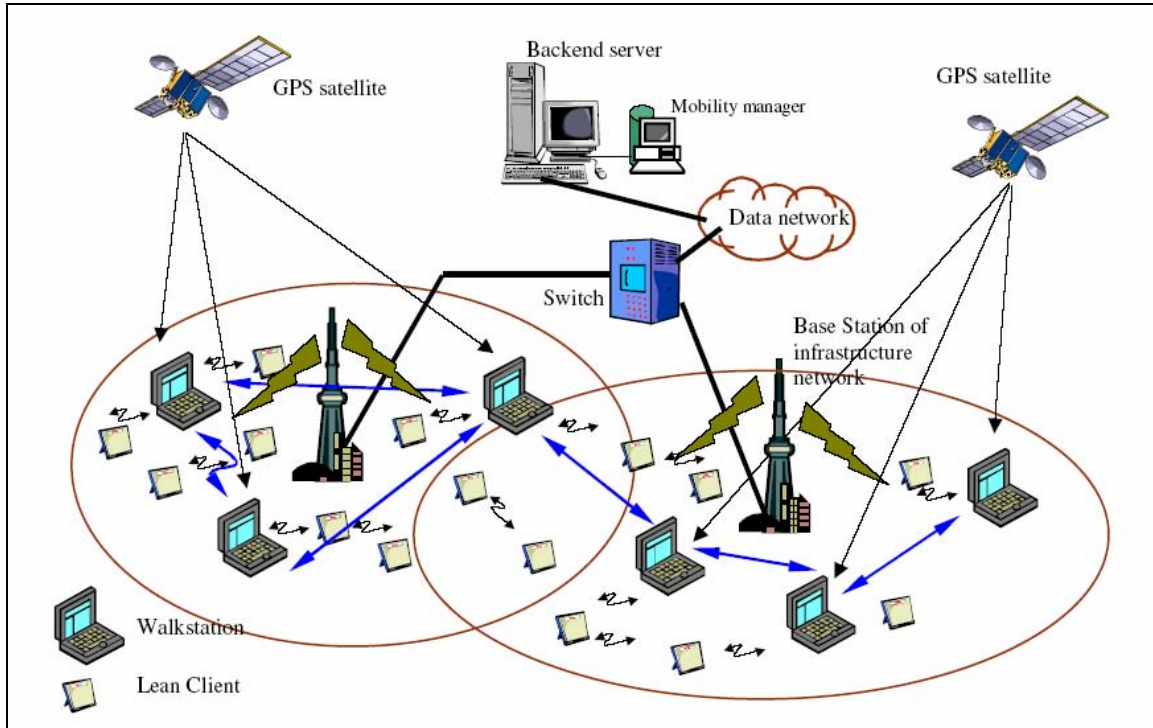 Backend server
GPS satellite
GPS satellite
Mobility manager
Data network
Switch
Base Station of
infrastructure
network
Walkstation
Lean Client